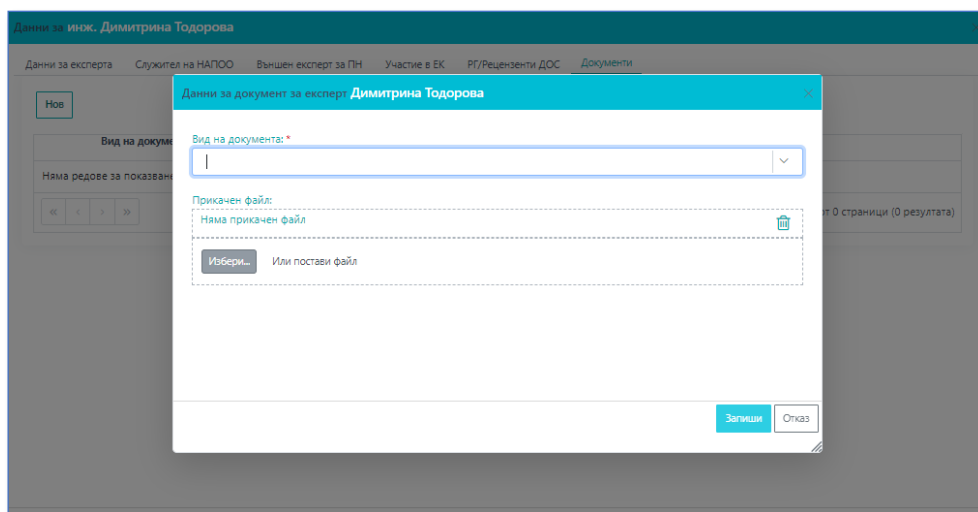 Данни за инж. Димитрина Тодорова
Данни за експерта Служител на НАПОО Външен експерт за ПН Участие в ЕК РГ/Рецензенти ДОС Документи
Нов
Данни за документ за експерт Димитрина Тодорова
Вид на докуме
Вид на документа: *
Няма редове за показване
Прикачен файл:
Няма прикачен файл
от 0 страници (0 резултата)
Избери... Или постави файл
Запиши Отказ